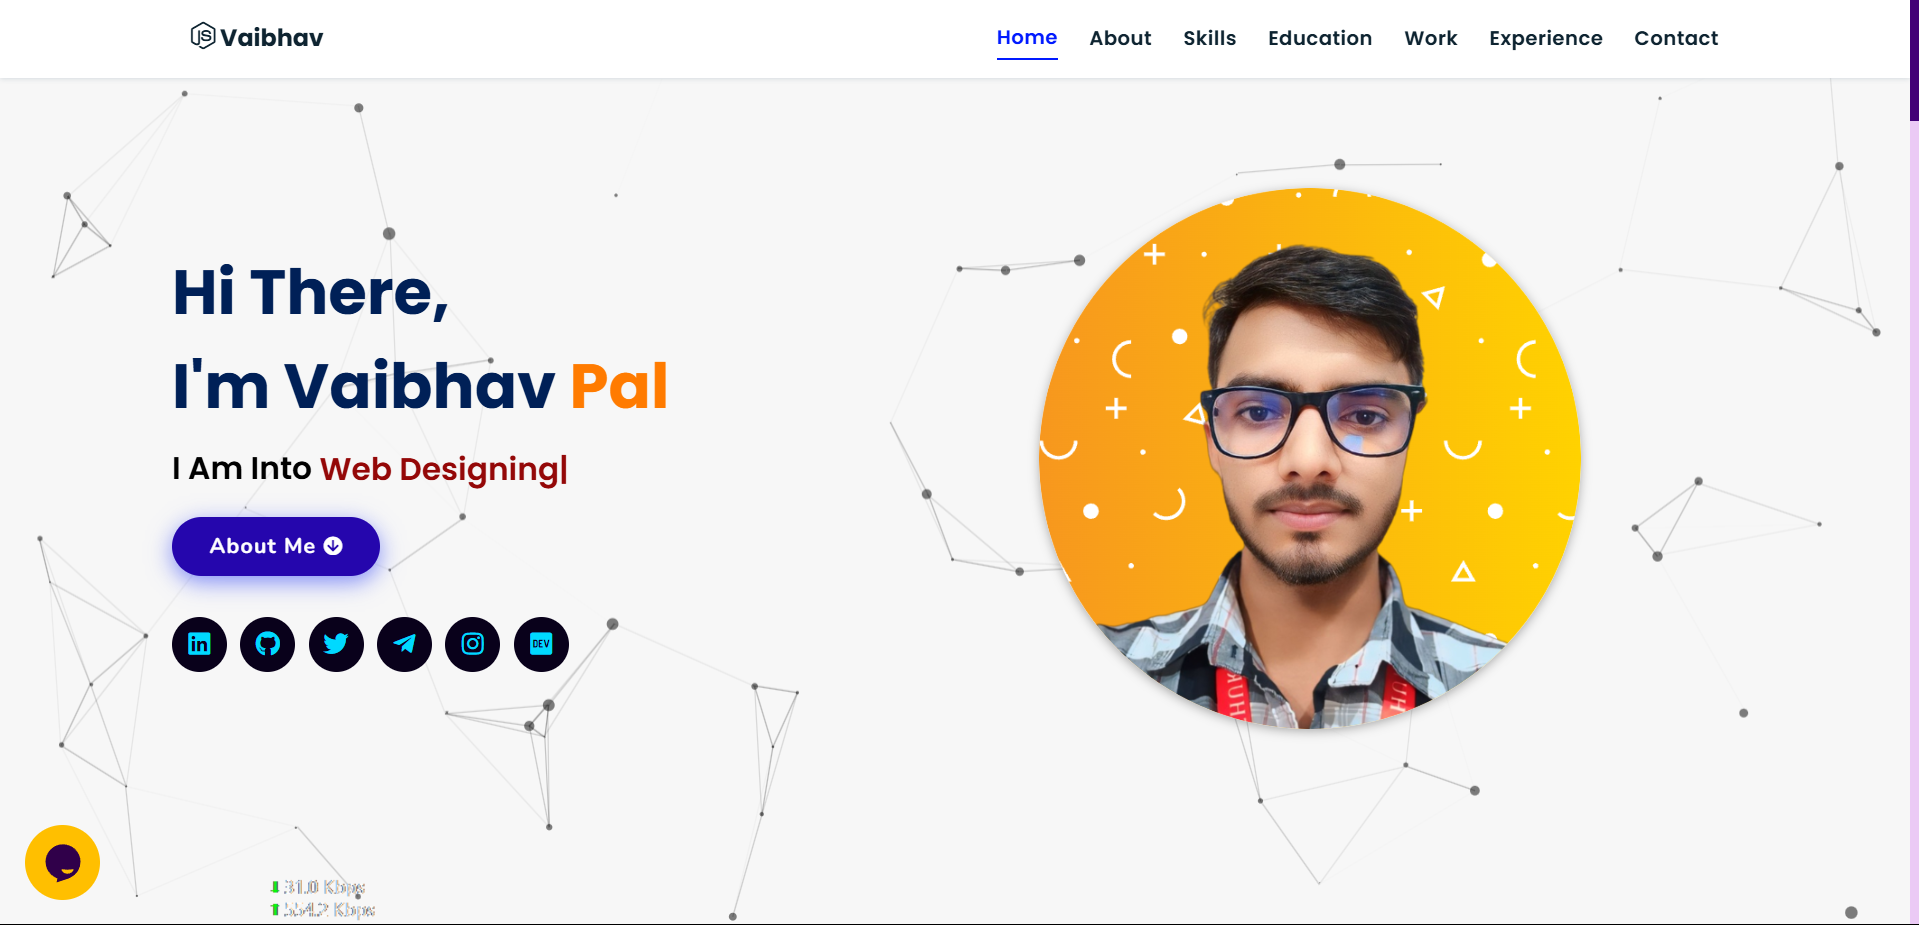 Vaibhav
Home About Skills Education Work Experience Contact
Hi There,
I'm Vaibhav Pal
I Am Into Web Designing|
About Me
in DEV
31.0 Kbps
554.2 Kbps